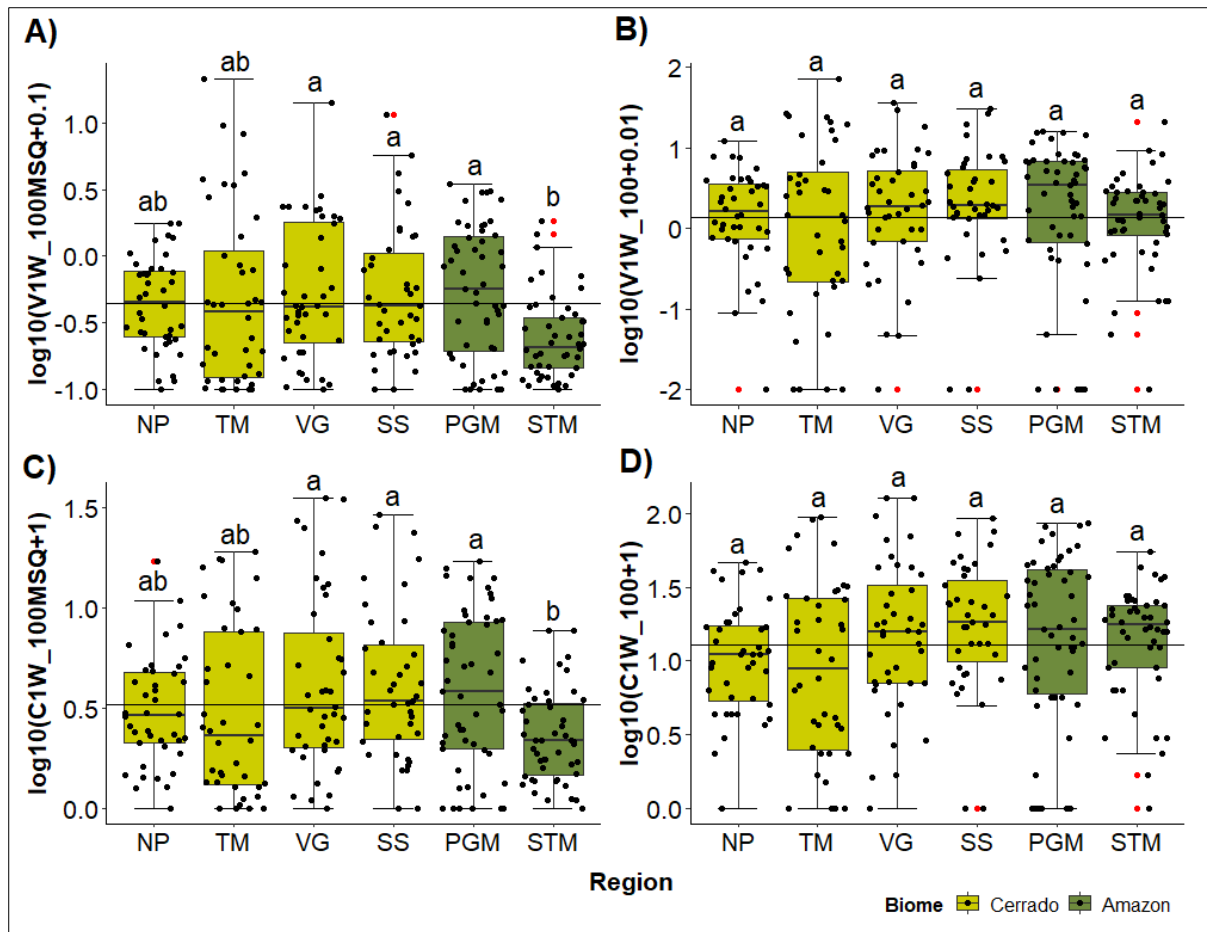 A)
B)
log10(V1W_100MSQ+0.1)
1.0
0.5
0.0
-0.5
-1.0
ab
ab
a
a
a
b
NP TM VG SS PGM STM
log10(V1W_100+0.01)
2
1
0
-1
-2
a
a
a
a
a
a
NP TM VG SS PGM STM
C)
D)
log10(C1W_100MSQ+1)
1.5
1.0
0.5
0.0
ab
ab
a
a
a
b
NP TM VG SS PGM STM
log10(C1W_100+1)
2.0
1.5
1.0
0.5
0.0
a
a
a
a
a
a
NP TM VG SS PGM STM
Region
Biome Cerrado Amazon